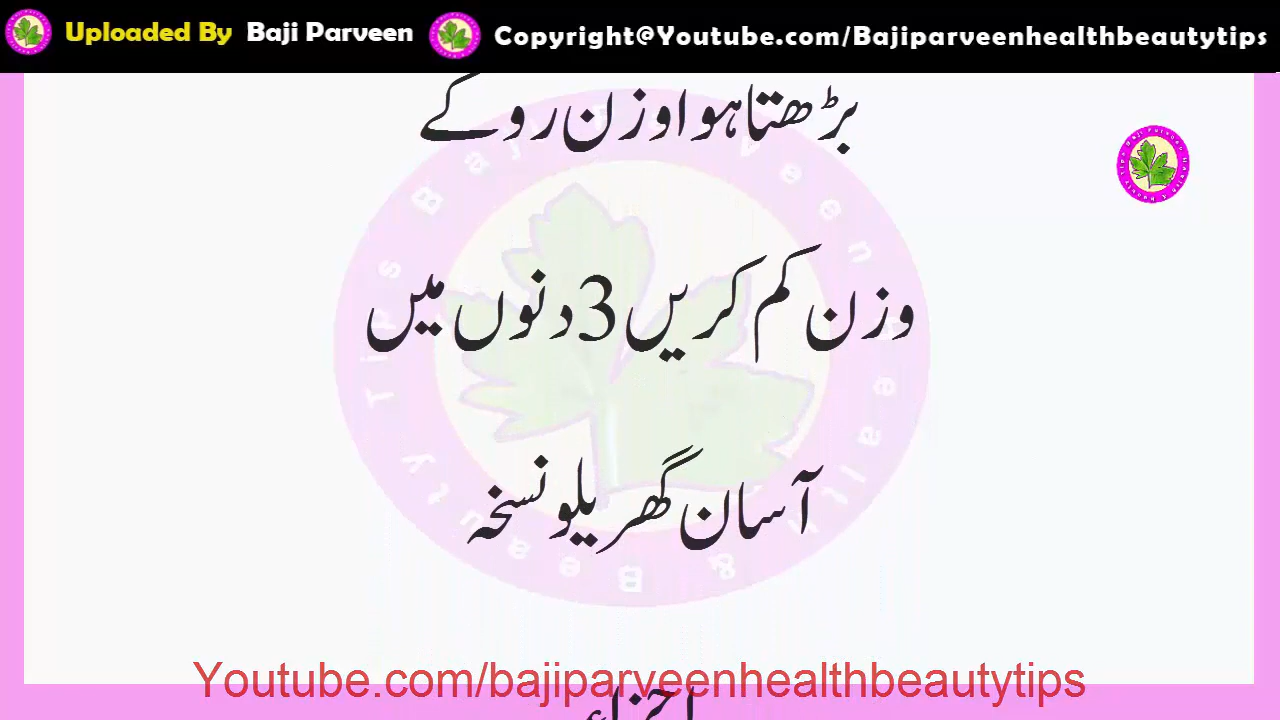 Uploaded By Baji Parveen Copyright@Youtube.com/Bajiparveenhealthbeautytips
بڑھتا ہوا وزن روکے
وزن کم کریں 3 دنوں میں
آسان گھریلو نسخہ
Youtube.com/bajiparveenhealthbeautytips
اجزاء